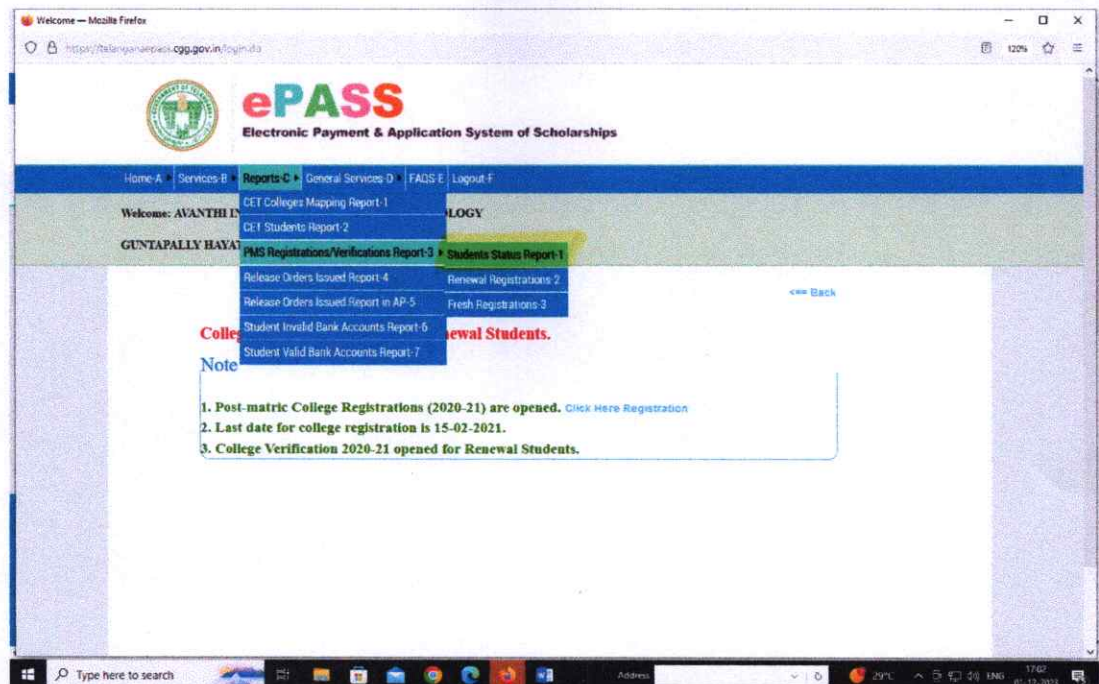 Welcome — Mozilla Firefox
https://telanganaepass.cgg.gov.in/login.do
120%
ePASS
Electronic Payment & Application System of Scholarships
Home-A Services-B Reports-C General Services-D FAQS-E Logout-F
CET Colleges Mapping Report-1
Welcome: AVANTHI IN LOGY
CET Students Report-2
GUNTAPALLY HAYAT
PMS Registrations/Verifications Report-3 Students Status Report-1
Release Orders Issued Report-4 Renewal Registrations-2
<== Back
Release Orders Issued Report in AP-5 Fresh Registrations-3
Student Invalid Bank Accounts Report-6
Colleg ewal Students.
Student Valid Bank Accounts Report-7
Note
1. Post-matric College Registrations (2020-21) are opened. Click Here Registration
2. Last date for college registration is 15-02-2021.
3. College Verification 2020-21 opened for Renewal Students.
Type here to search
Address
29°C ENG
17:02